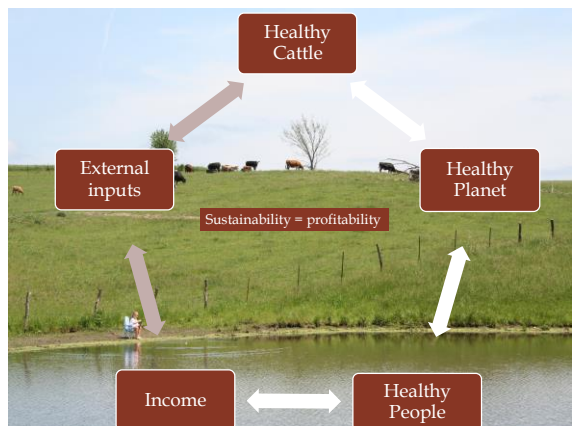 Healthy
Cattle
External
inputs
Healthy
Planet
Sustainability = profitability
Income
Healthy
People